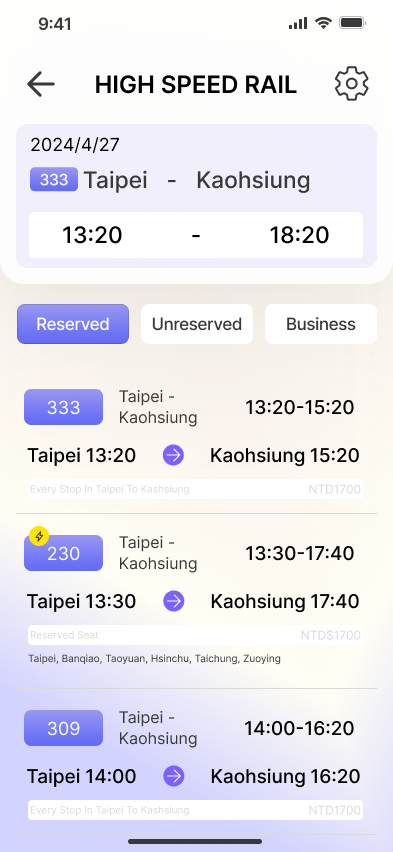 9:41
HIGH SPEED RAIL
2024/4/27
333 Taipei - Kaohsiung
13:20 - 18:20
Reserved Unreserved Business
333 Taipei - 13:20-15:20
Kaohsiung
Taipei 13:20 Kaohsiung 15:20
Every Stop In Taipei To Kashsiung NTD1700
230 Taipei - 13:30-17:40
Kaohsiung
Taipei 13:30 Kaohsiung 17:40
Reserved Seat NTD$1700
Taipei, Banqiao, Taoyuan, Hsinchu, Taichung, Zuoying
309 Taipei - 14:00-16:20
Kaohsiung
Taipei 14:00 Kaohsiung 16:20
Every Stop In Taipei To Kashsiung NTD1700